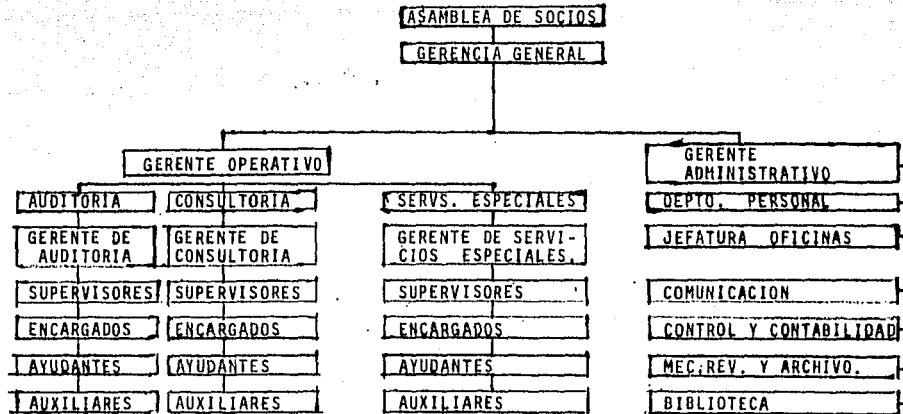 ASAMBLEA DE SOCIOS
GERENCIA GENERAL
GERENTE OPERATIVO
GERENTE
ADMINISTRATIVO
AUDITORIA
CONSULTORIA
SERVS. ESPECIALES
DEPTO. PERSONAL
GERENTE DE
AUDITORIA
GERENTE DE
CONSULTORIA
GERENTE DE SERVI-
CIOS ESPECIALES.
JEFATURA OFICINAS
SUPERVISORES
SUPERVISORES
SUPERVISORES
COMUNICACION
ENCARGADOS
ENCARGADOS
ENCARGADOS
CONTROL Y CONTABILIDAD
AYUDANTES
AYUDANTES
AYUDANTES
MEC.REV. Y ARCHIVO.
AUXILIARES
AUXILIARES
AUXILIARES
BIBLIOTECA